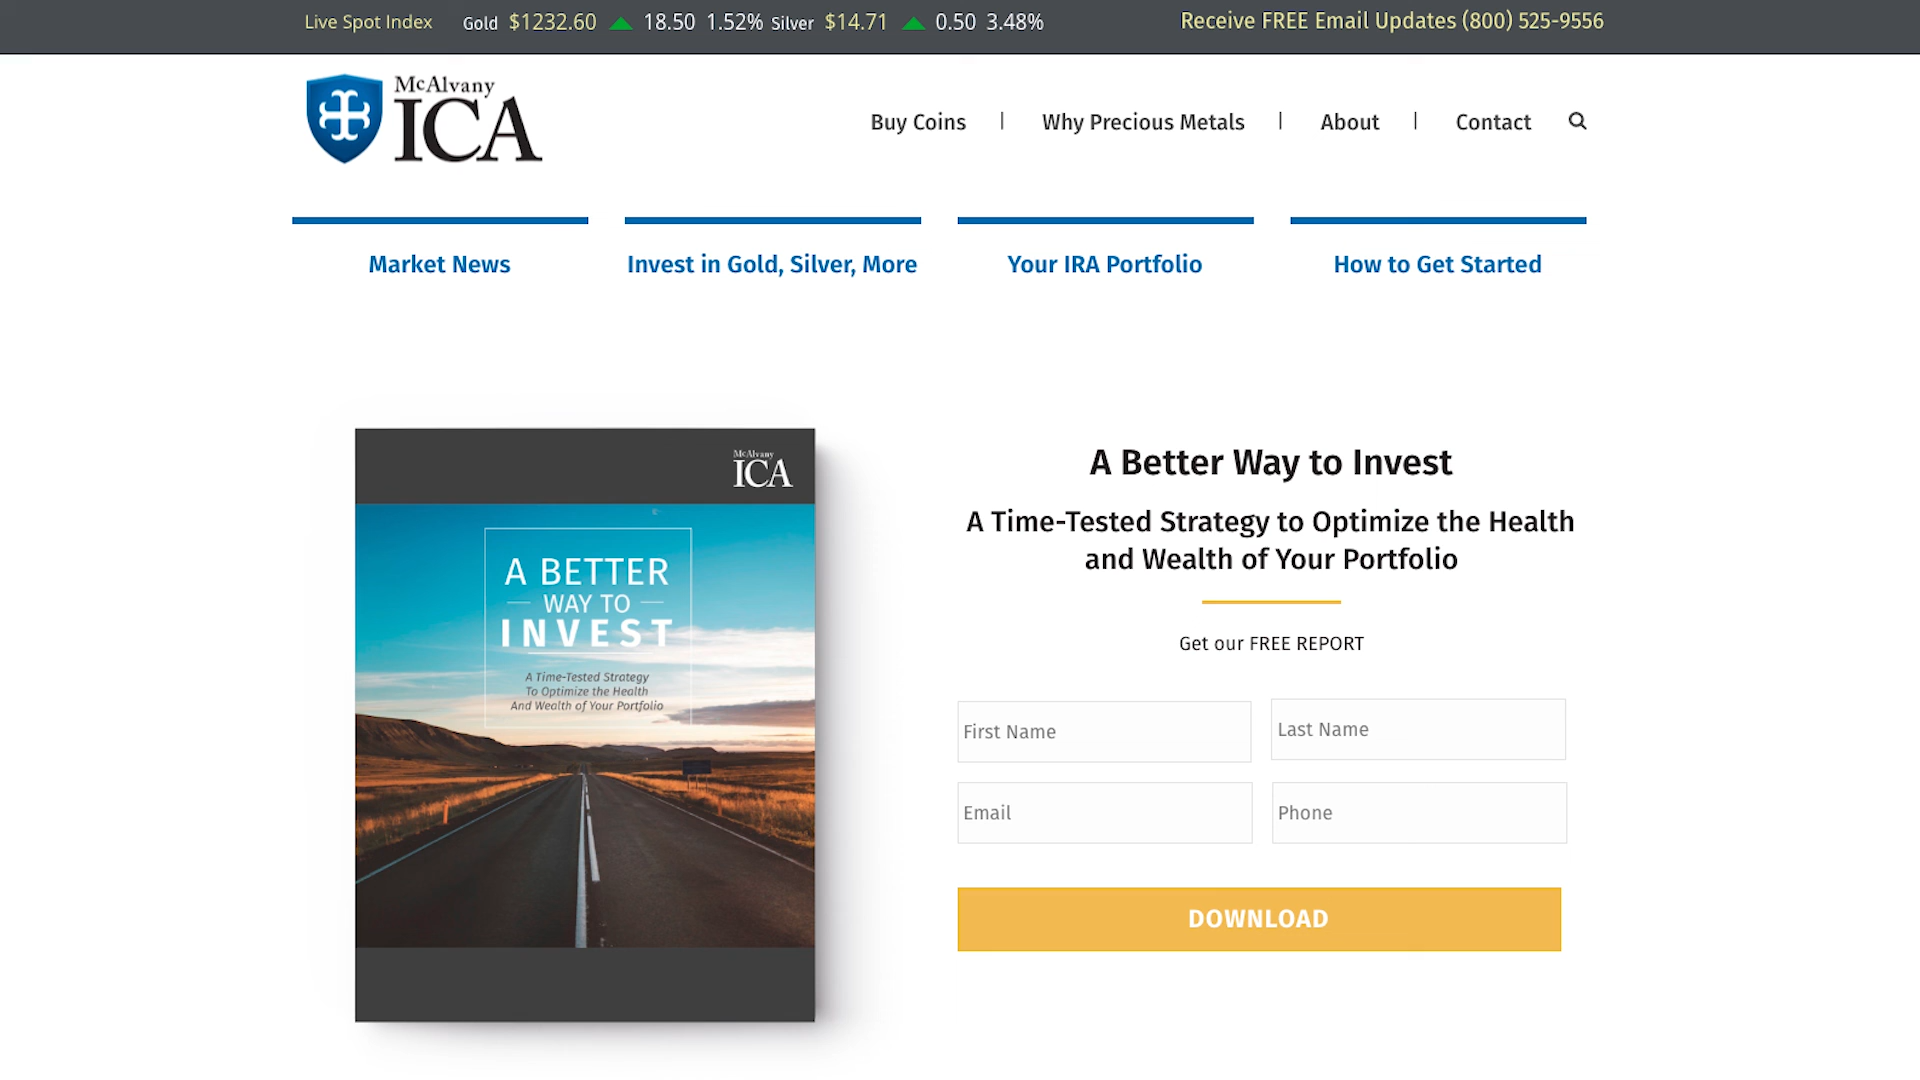 Live Spot Index Gold $1232.60 18.50 1.52% Silver $14.71 0.50 3.48% Receive FREE Email Updates (800) 525-9556
McAlvany
ICA
Buy Coins | Why Precious Metals | About | Contact
Market News
Invest in Gold, Silver, More
Your IRA Portfolio
How to Get Started
McAlvany
ICA
A BETTER
WAY TO
INVEST
A Time-Tested Strategy
To Optimize the Health
And Wealth of Your Portfolio
A Better Way to Invest
A Time-Tested Strategy to Optimize the Health
and Wealth of Your Portfolio
Get our FREE REPORT
First Name
Last Name
Email
Phone
DOWNLOAD